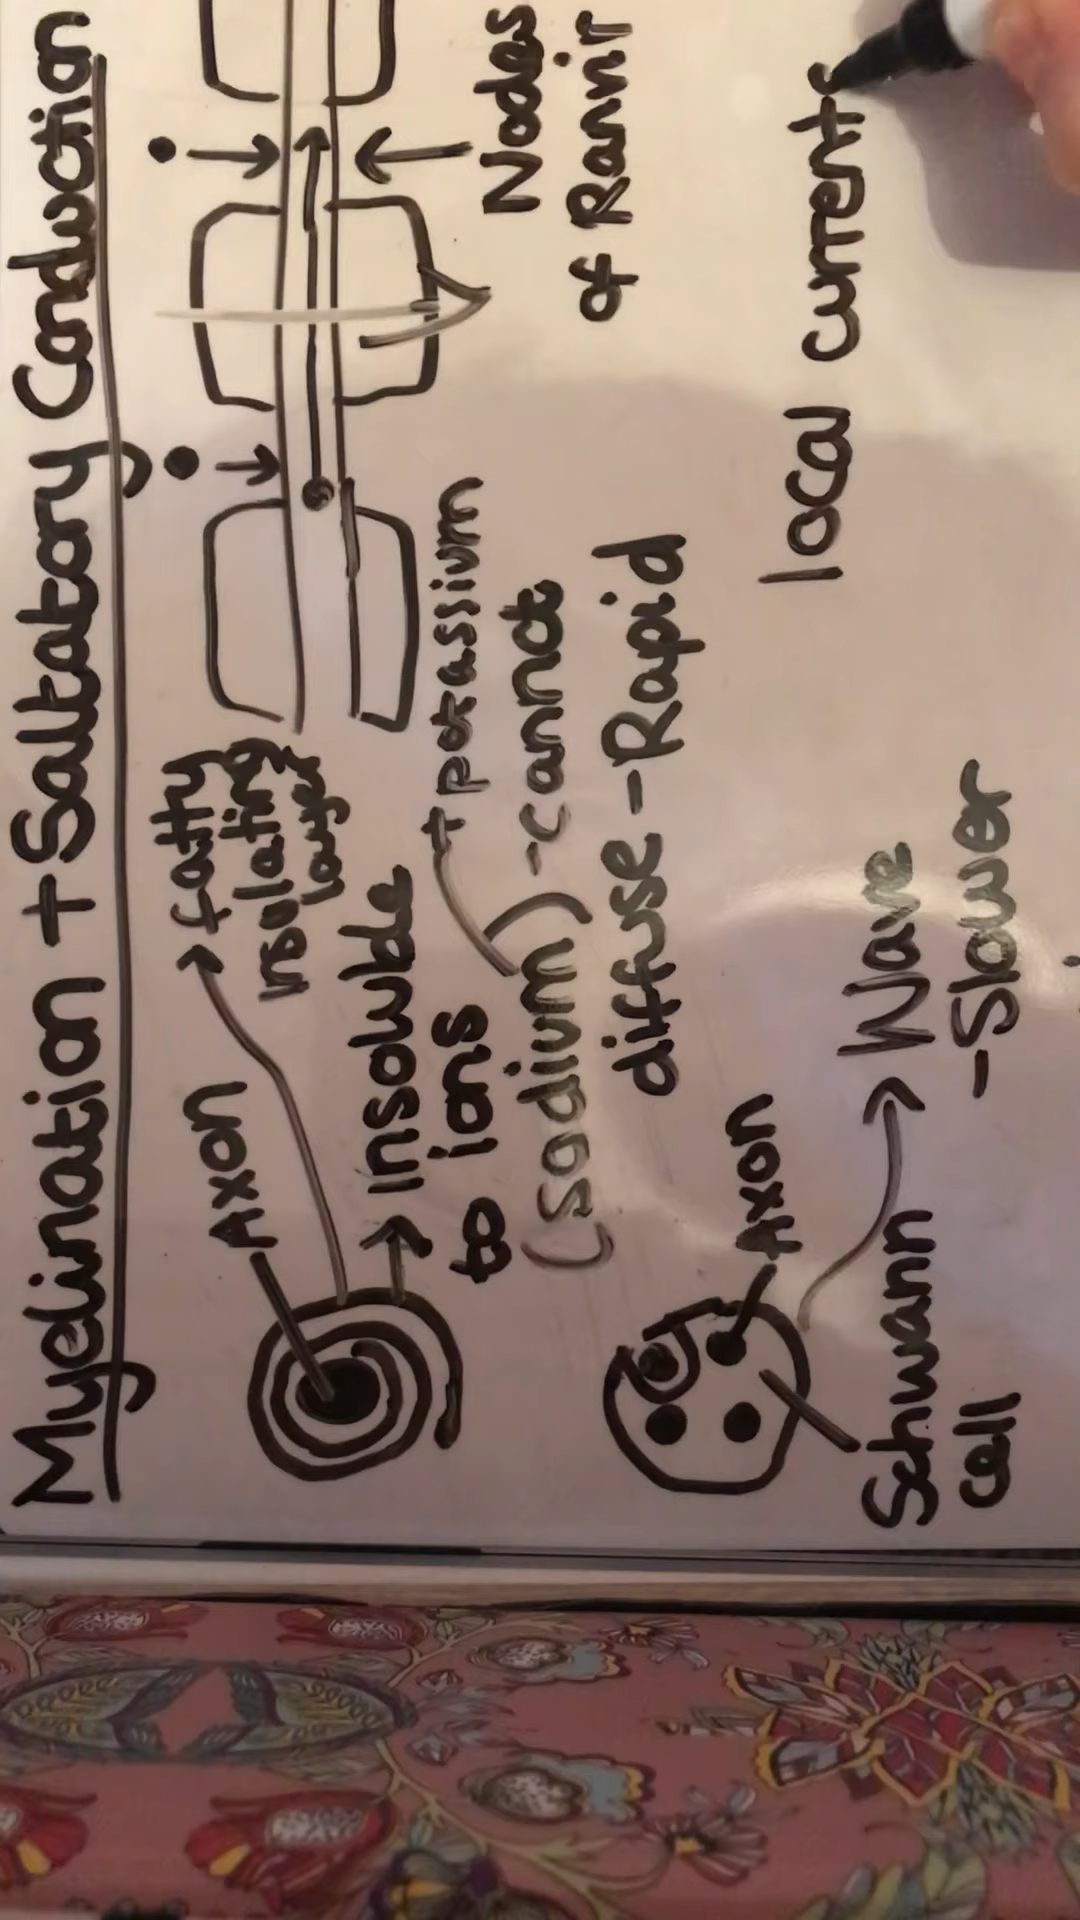 Myelination + Saltatory Conduction
Axon
fatty
insulating
layer
Insoluble
to ions
(sodium)
+ potassium
- cannot
diffuse - Rapid
Nodes
of Ranvir
Axon
Schwann
cell
Wave
- Slower
local currents